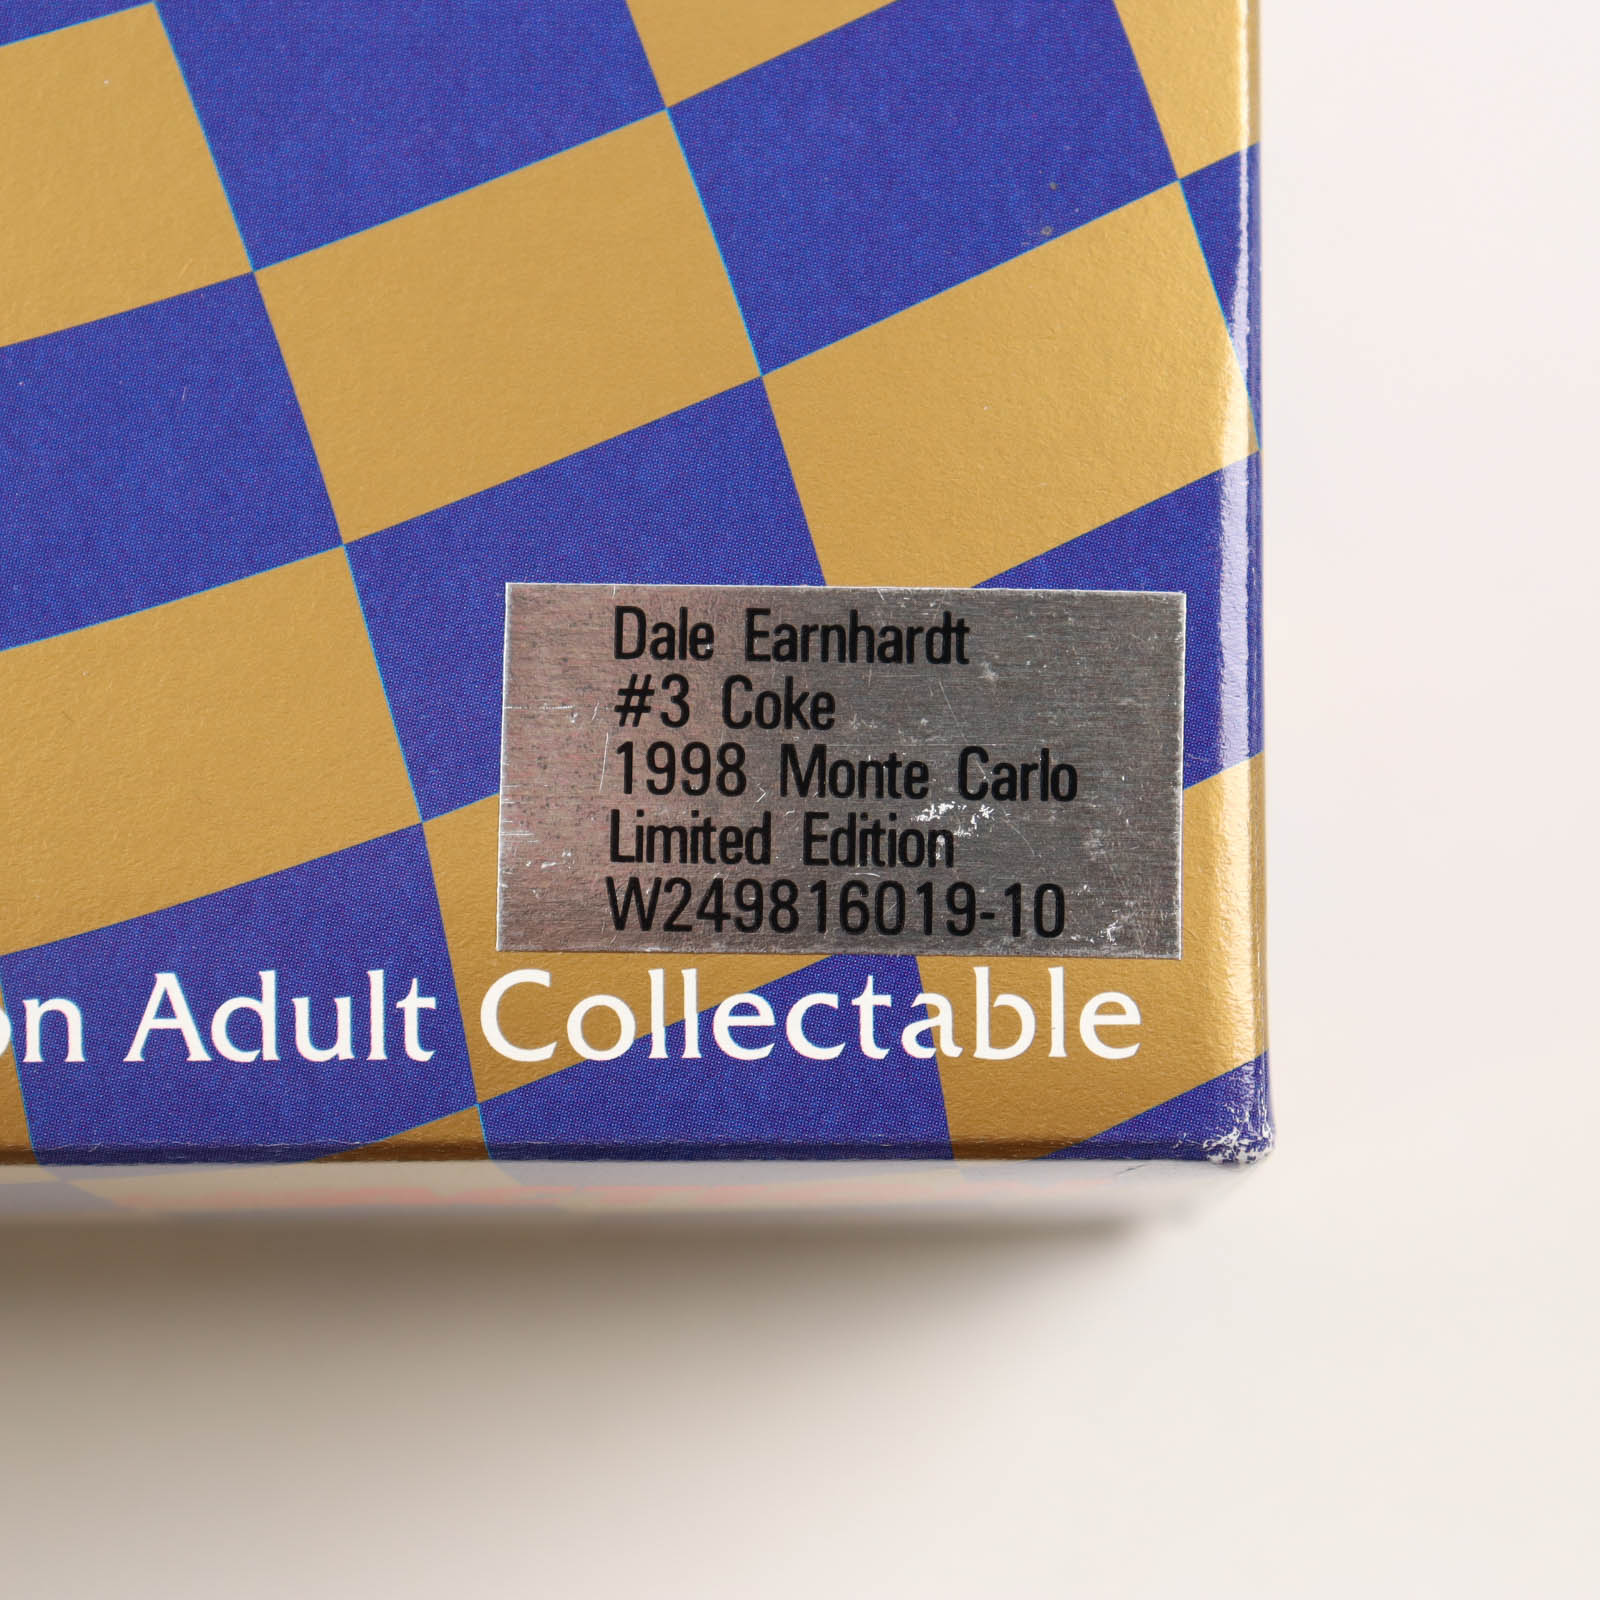 Dale Earnhardt
#3 Coke
1998 Monte Carlo
Limited Edition
W249816019-10
on Adult Collectable